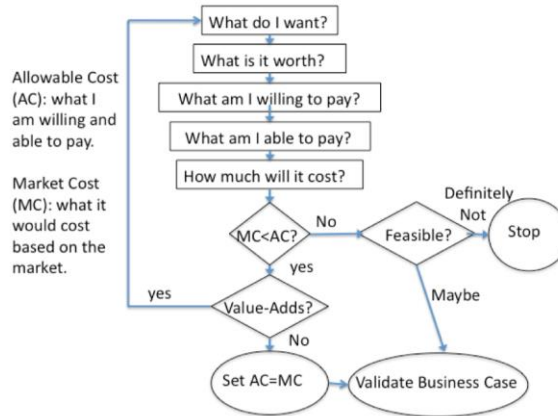 What do I want?
What is it worth?
What am I willing to pay?
What am I able to pay?
How much will it cost?
Allowable Cost
(AC): what I
am willing and
able to pay.
Market Cost
(MC): what it
would cost
based on the
market.
MC<AC?
No
Feasible?
Definitely
Not
Stop
yes
Maybe
Value-Adds?
yes
No
Set AC=MC
Validate Business Case